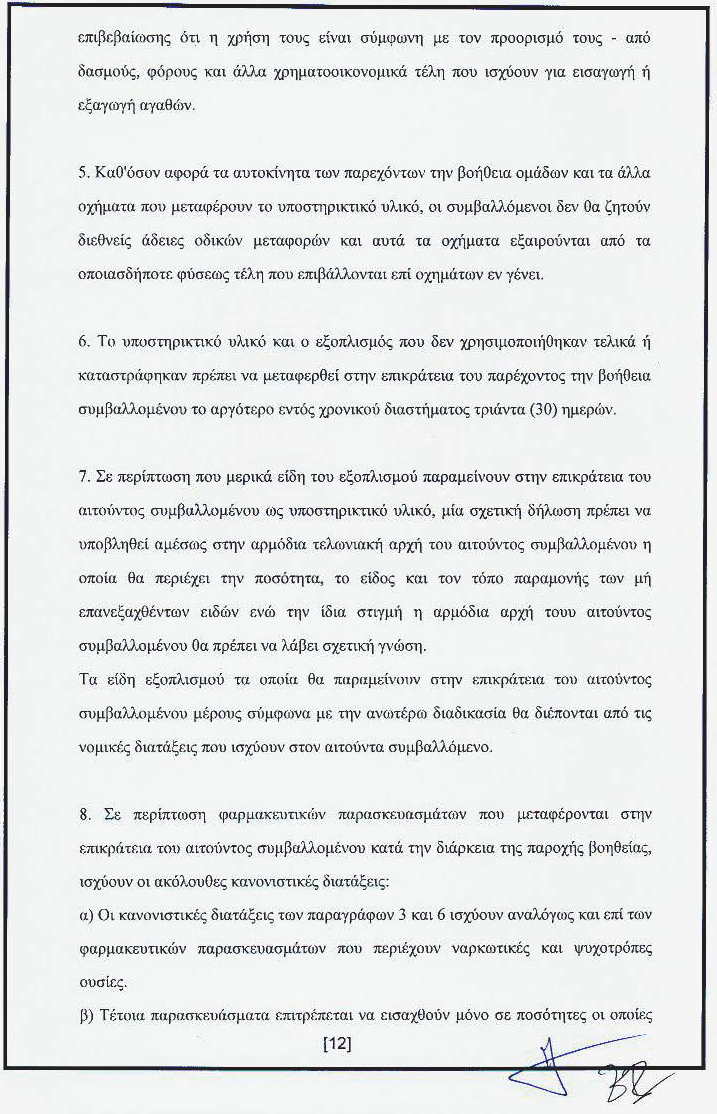 επιβεβαίωσης ότι η χρήση τους είναι σύμφωνη με τον προορισμό τους - από
δασμούς, φόρους και άλλα χρηματοοικονομικά τέλη που ισχύουν για εισαγωγή ή
εξαγωγή αγαθών.
5. Καθ'όσον αφορά τα αυτοκίνητα των παρεχόντων την βοήθεια ομάδων και τα άλλα
οχήματα που μεταφέρουν το υποστηρικτικό υλικό, οι συμβαλλόμενοι δεν θα ζητούν
διεθνείς άδειες οδικών μεταφορών και αυτά τα οχήματα εξαιρούνται από τα
οποιασδήποτε φύσεως τέλη που επιβάλλονται επί οχημάτων εν γένει.
6. Το υποστηρικτικό υλικό και ο εξοπλισμός που δεν χρησιμοποιήθηκαν τελικά ή
καταστράφηκαν πρέπει να μεταφερθεί στην επικράτεια του παρέχοντος την βοήθεια
συμβαλλομένου το αργότερο εντός χρονικού διαστήματος τριάντα (30) ημερών.
7. Σε περίπτωση που μερικά είδη του εξοπλισμού παραμείνουν στην επικράτεια του
αιτούντος συμβαλλομένου ως υποστηρικτικό υλικό, μία σχετική δήλωση πρέπει να
υποβληθεί αμέσως στην αρμόδια τελωνιακή αρχή του αιτούντος συμβαλλομένου η
οποία θα περιέχει την ποσότητα, το είδος και τον τόπο παραμονής των μή
επανεξαχθέντων ειδών ενώ την ίδια στιγμή η αρμόδια αρχή τουυ αιτούντος
συμβαλλομένου θα πρέπει να λάβει σχετική γνώση.
Τα είδη εξοπλισμού τα οποία θα παραμείνουν στην επικράτεια του αιτούντος
συμβαλλομένου μέρους σύμφωνα με την ανωτέρω διαδικασία θα διέπονται από τις
νομικές διατάξεις που ισχύουν στον αιτούντα συμβαλλόμενο.
8. Σε περίπτωση φαρμακευτικών παρασκευασμάτων που μεταφέρονται στην
επικράτεια του αιτούντος συμβαλλομένου κατά την διάρκεια της παροχής βοηθείας,
ισχύουν οι ακόλουθες κανονιστικές διατάξεις:
α) Οι κανονιστικές διατάξεις των παραγράφων 3 και 6 ισχύουν αναλόγως και επί των
φαρμακευτικών παρασκευασμάτων που περιέχουν ναρκωτικές και ψυχοτρόπες
ουσίες.
β) Τέτοια παρασκευάσματα επιτρέπεται να εισαχθούν μόνο σε ποσότητες οι οποίες
[12]